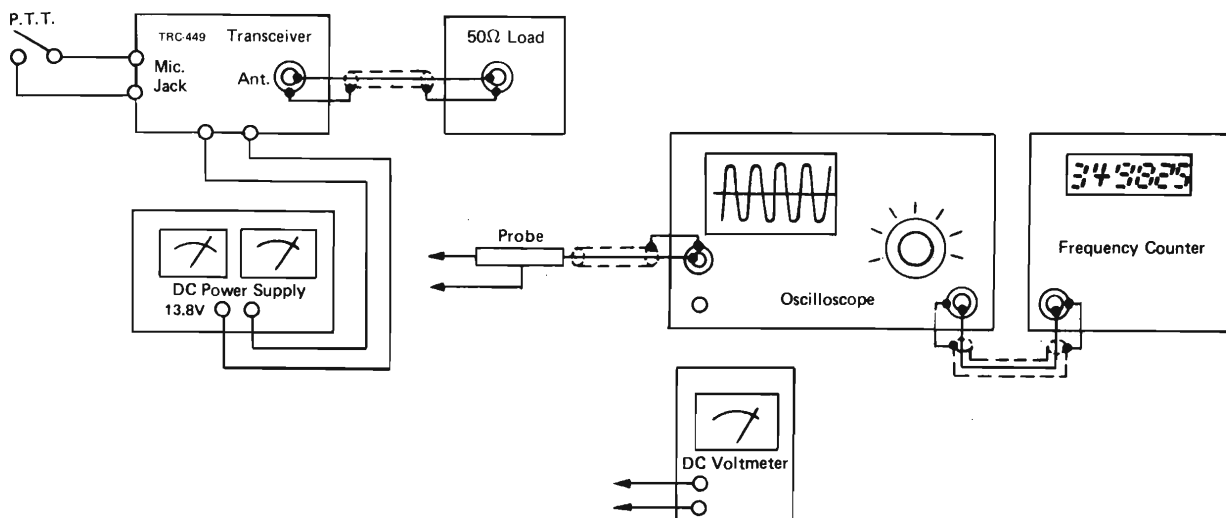 P.T.T.
TRC-449 Transceiver
Mic.
Jack
Ant.
50Ω Load
DC Power Supply
13.8V
Probe
Oscilloscope
349825
Frequency Counter
DC Voltmeter